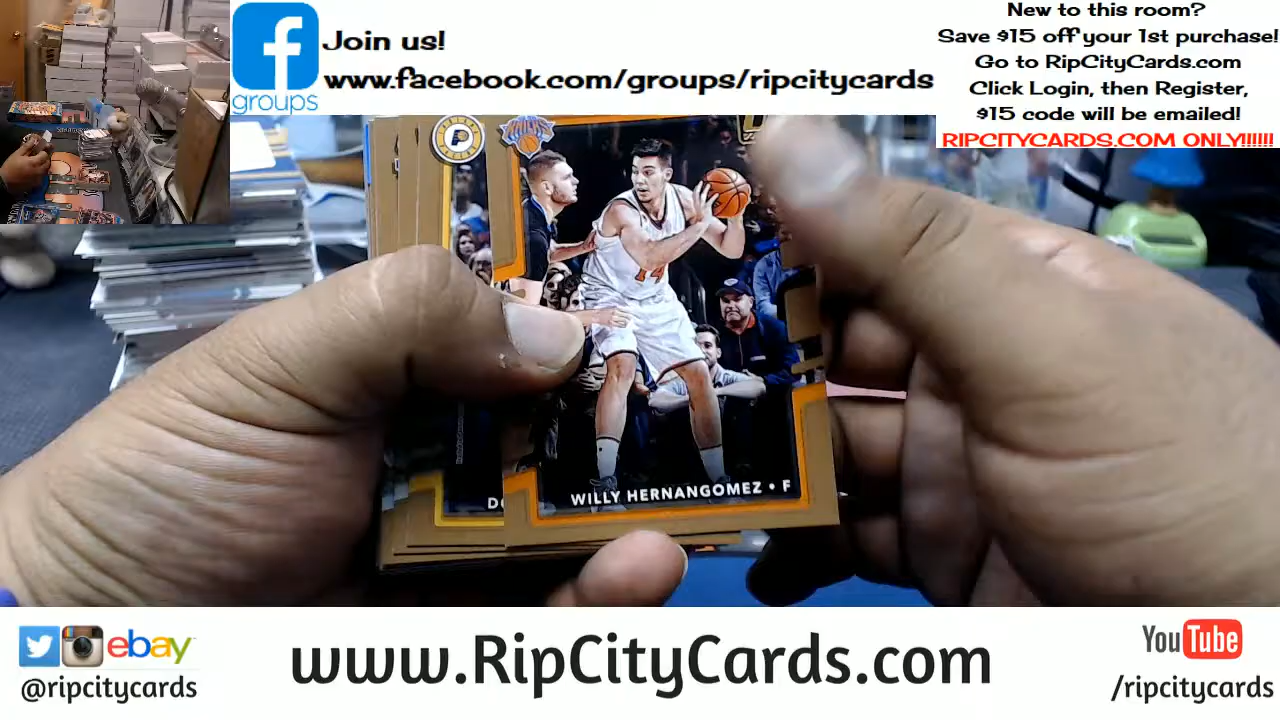 Join us!
www.facebook.com/groups/ripcitycards
groups
New to this room?
Save $15 off your 1st purchase!
Go to RipCityCards.com
Click Login, then Register,
$15 code will be emailed!
RIPCITYCARDS.COM ONLY!!!!!!
14
WILLY HERNANGOMEZ • F
ebay
@ripcitycards
www.RipCityCards.com
YouTube
/ripcitycards